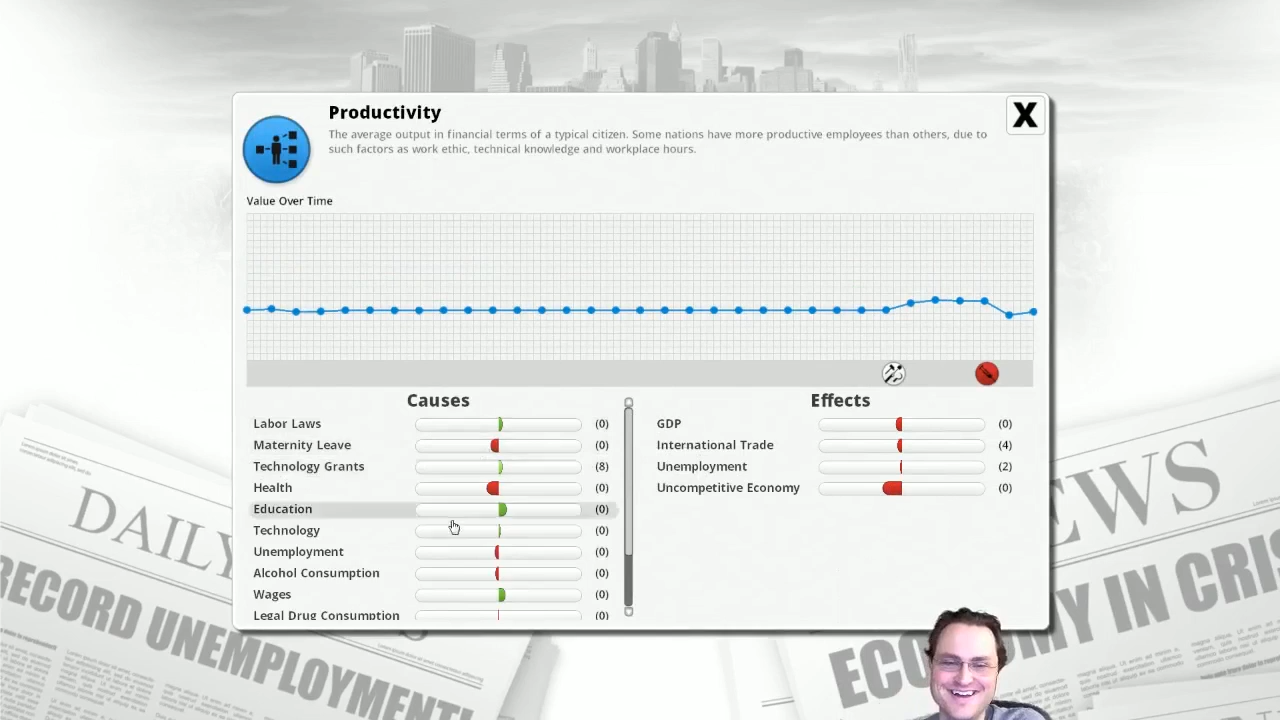 Productivity
X
The average output in financial terms of a typical citizen. Some nations have more productive employees than others, due to
such factors as work ethic, technical knowledge and workplace hours.
Value Over Time
Causes
Labor Laws (0)
Maternity Leave (0)
Technology Grants (8)
Health (0)
Education (0)
Technology (0)
Unemployment (0)
Alcohol Consumption (0)
Wages (0)
Legal Drug Consumption (0)
Effects
GDP (0)
International Trade (4)
Unemployment (2)
Uncompetitive Economy (0)
DAILY
RECORD UNEMPLOYMENT!
EWS
ECONOMY IN CRIS